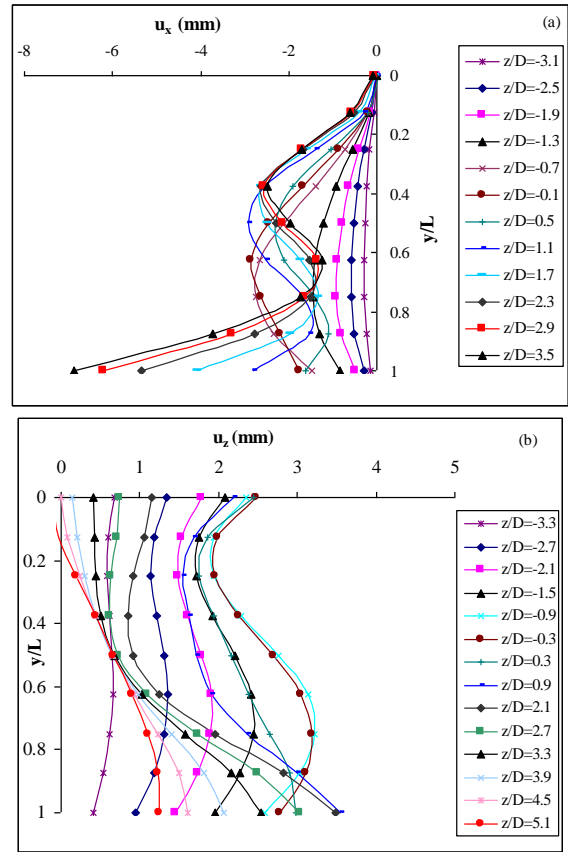 uₓ (mm)
(a)
-8 -6 -4 -2 0
0
0.2
0.4
0.6
0.8
1
y/L
z/D=-3.1
z/D=-2.5
z/D=-1.9
z/D=-1.3
z/D=-0.7
z/D=-0.1
z/D=0.5
z/D=1.1
z/D=1.7
z/D=2.3
z/D=2.9
z/D=3.5
u_z (mm)
(b)
0 1 2 3 4 5
0
0.2
0.4
0.6
0.8
1
y/L
z/D=-3.3
z/D=-2.7
z/D=-2.1
z/D=-1.5
z/D=-0.9
z/D=-0.3
z/D=0.3
z/D=0.9
z/D=2.1
z/D=2.7
z/D=3.3
z/D=3.9
z/D=4.5
z/D=5.1